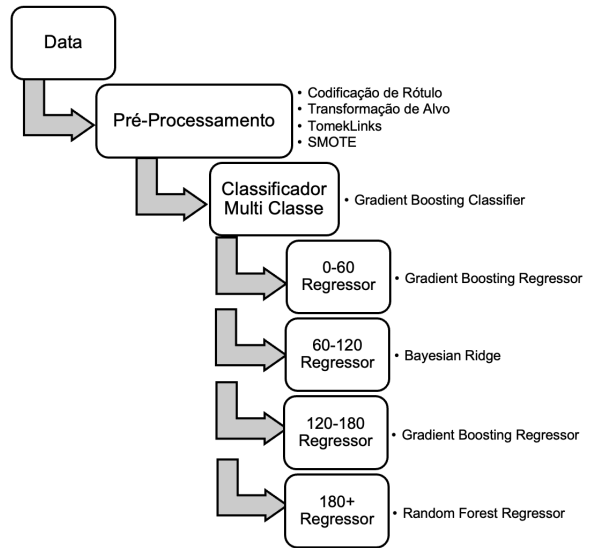 Data
Pré-Processamento
• Codificação de Rótulo
• Transformação de Alvo
• TomekLinks
• SMOTE
Classificador
Multi Classe
• Gradient Boosting Classifier
0-60
Regressor
• Gradient Boosting Regressor
60-120
Regressor
• Bayesian Ridge
120-180
Regressor
• Gradient Boosting Regressor
180+
Regressor
• Random Forest Regressor